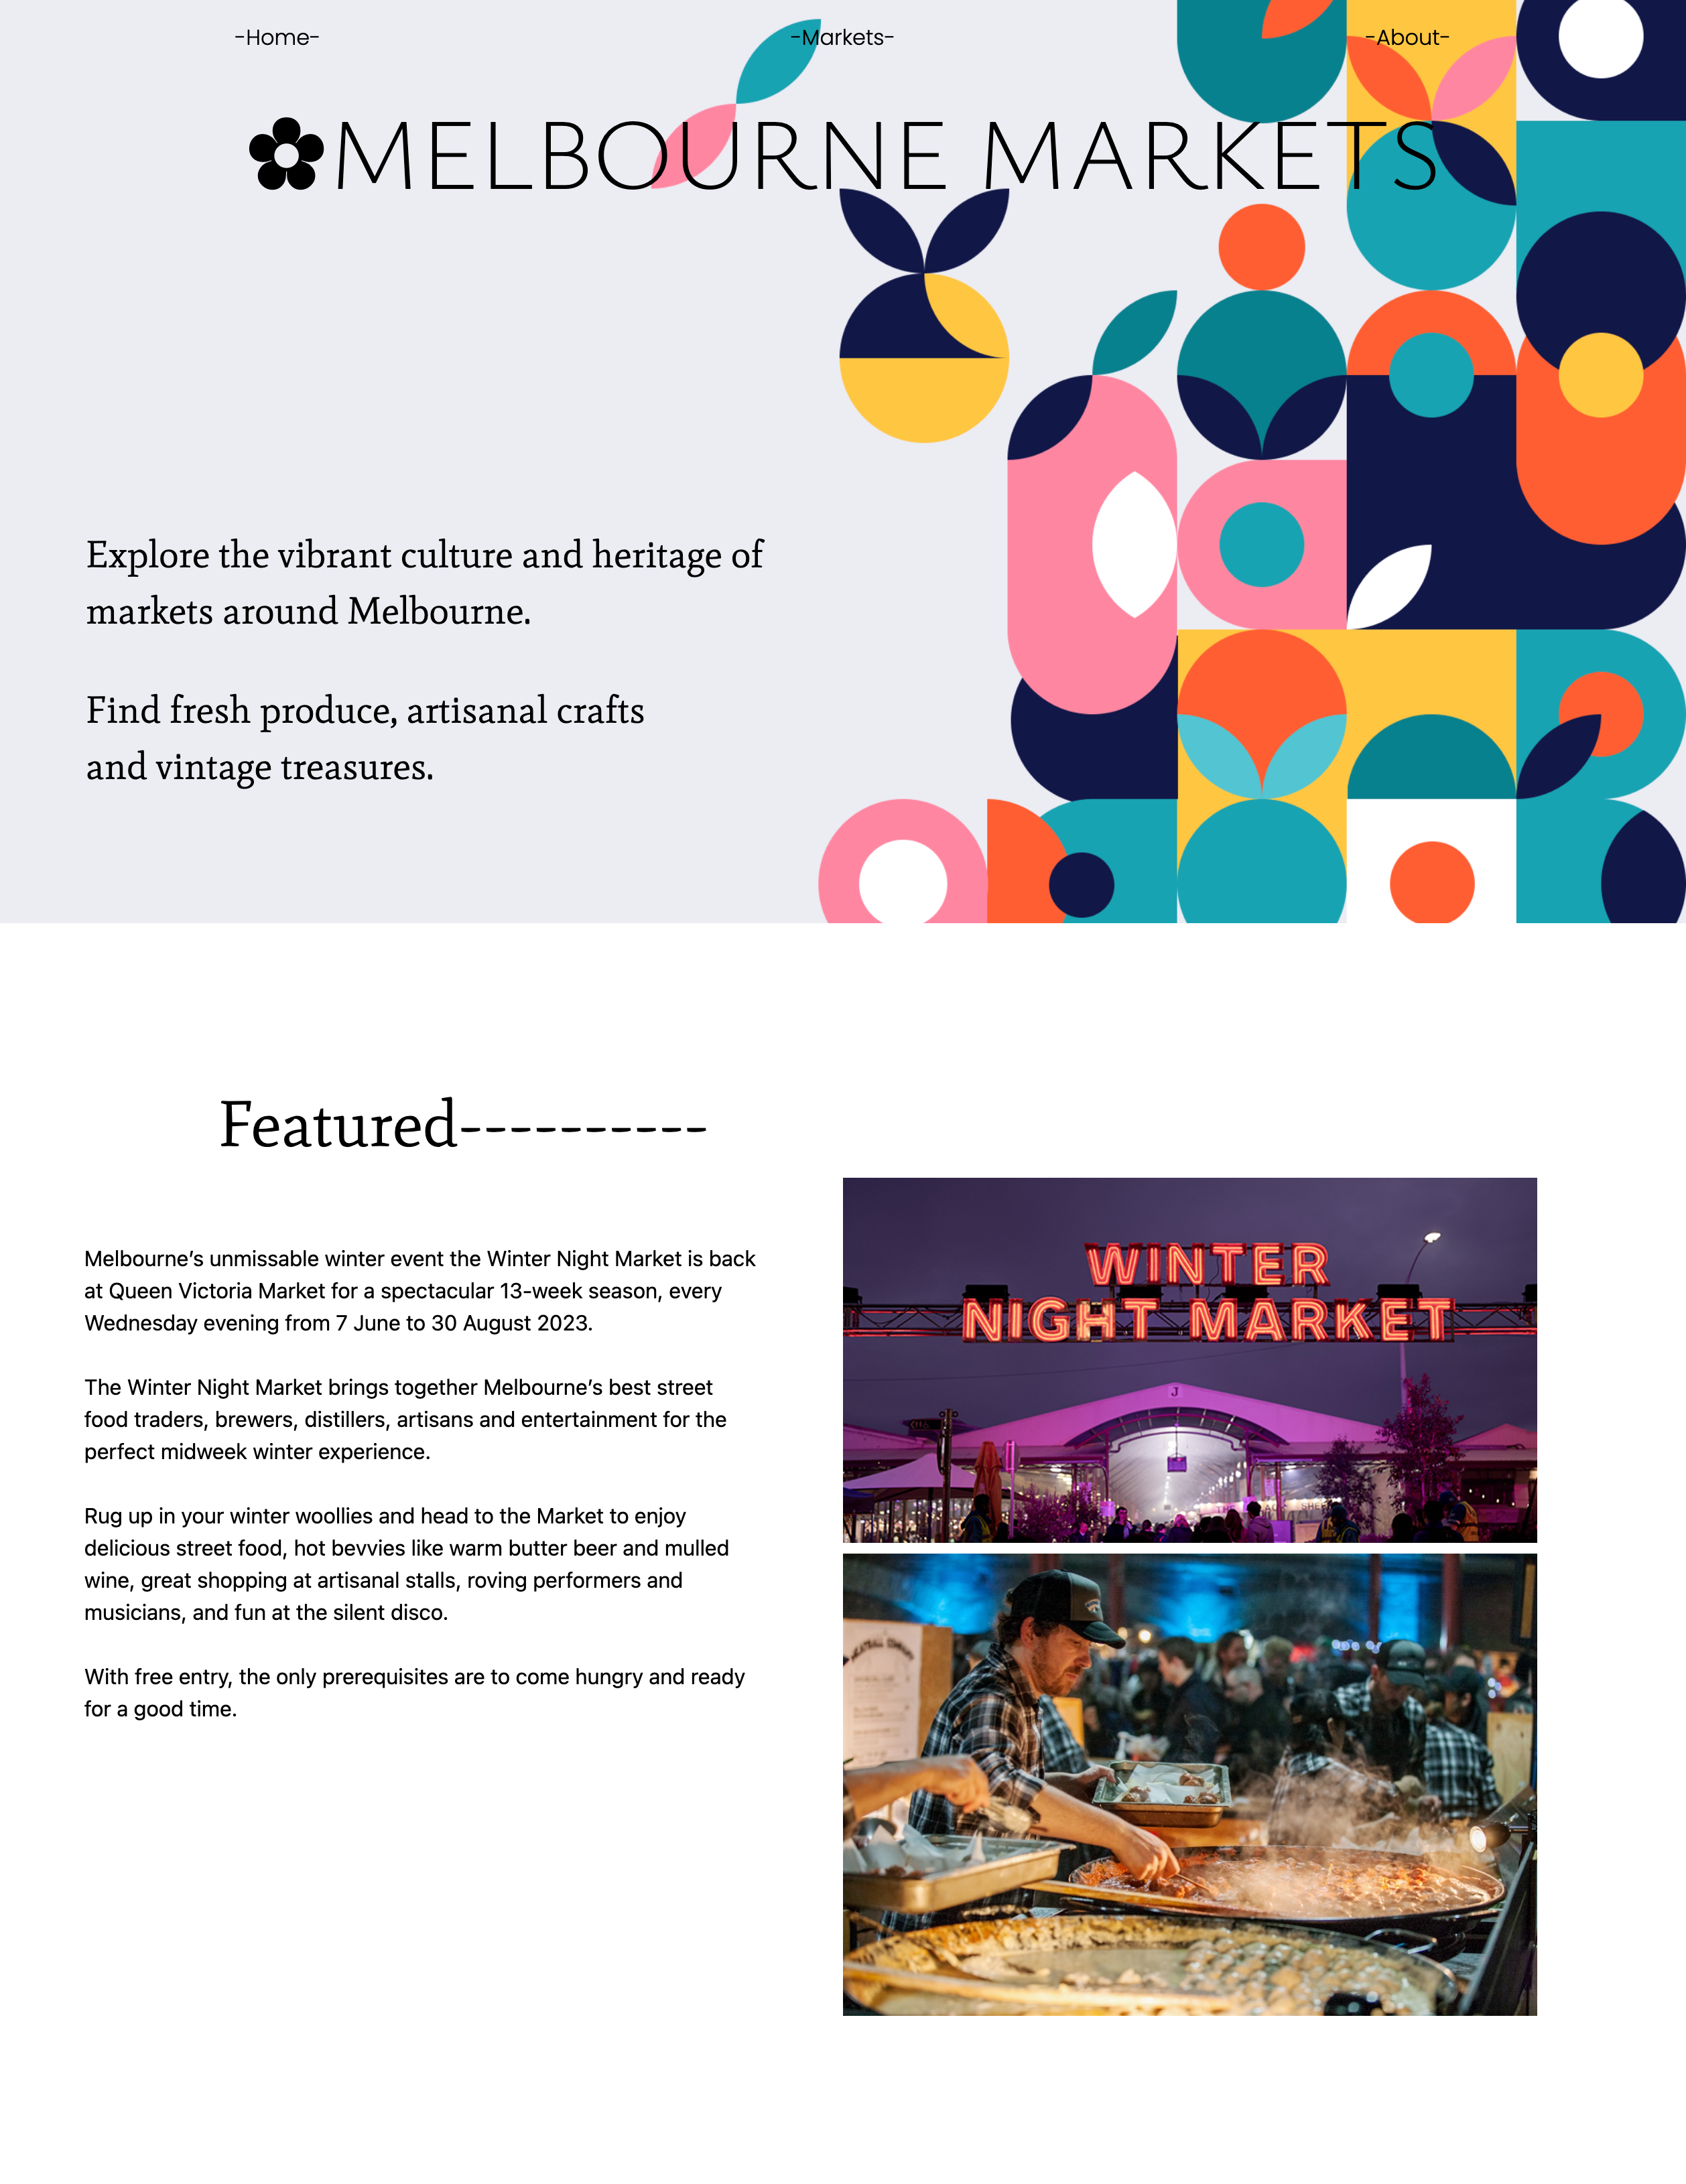 -Home- -Markets- -About-
✿MELBOURNE MARKETS
Explore the vibrant culture and heritage of
markets around Melbourne.
Find fresh produce, artisanal crafts
and vintage treasures.
Featured----------
Melbourne’s unmissable winter event the Winter Night Market is back
at Queen Victoria Market for a spectacular 13-week season, every
Wednesday evening from 7 June to 30 August 2023.
The Winter Night Market brings together Melbourne’s best street
food traders, brewers, distillers, artisans and entertainment for the
perfect midweek winter experience.
Rug up in your winter woollies and head to the Market to enjoy
delicious street food, hot bevvies like warm butter beer and mulled
wine, great shopping at artisanal stalls, roving performers and
musicians, and fun at the silent disco.
With free entry, the only prerequisites are to come hungry and ready
for a good time.
WINTER
NIGHT MARKET
J